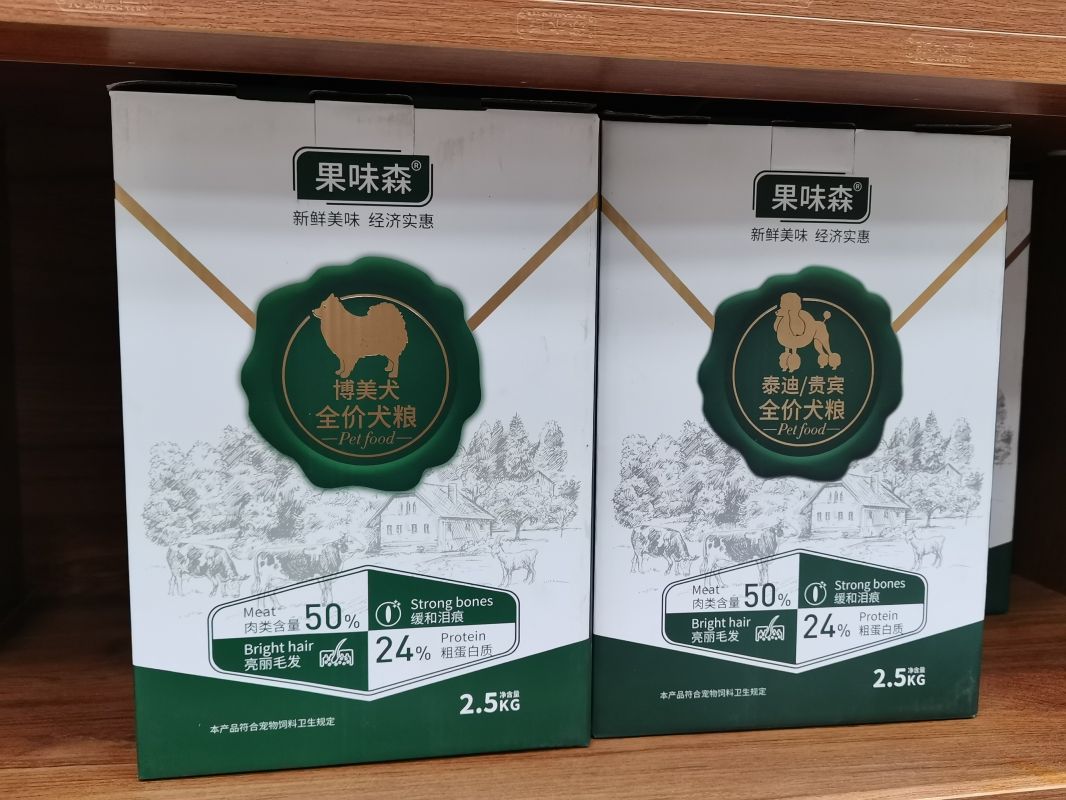 果味森®
新鲜美味 经济实惠
博美犬
全价犬粮
Pet food
Meat
肉类含量 50%
Strong bones
缓和泪痕
Bright hair
亮丽毛发
24% Protein
粗蛋白质
净含量
2.5KG
本产品符合宠物饲料卫生规定
果味森®
新鲜美味 经济实惠
泰迪/贵宾
全价犬粮
Pet food
Meat
肉类含量 50%
Strong bones
缓和泪痕
Bright hair
亮丽毛发
24% Protein
粗蛋白质
净含量
2.5KG
本产品符合宠物饲料卫生规定